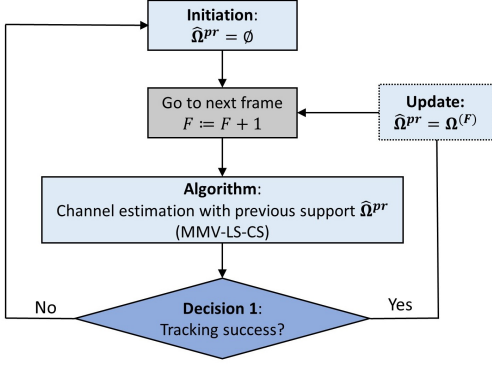 Initiation:
Ω̂ᵖʳ = ∅
Go to next frame
F ≔ F + 1
Update:
Ω̂ᵖʳ = Ω⁽ᶠ⁾
Algorithm:
Channel estimation with previous support Ω̂ᵖʳ
(MMV-LS-CS)
No
Decision 1:
Tracking success?
Yes